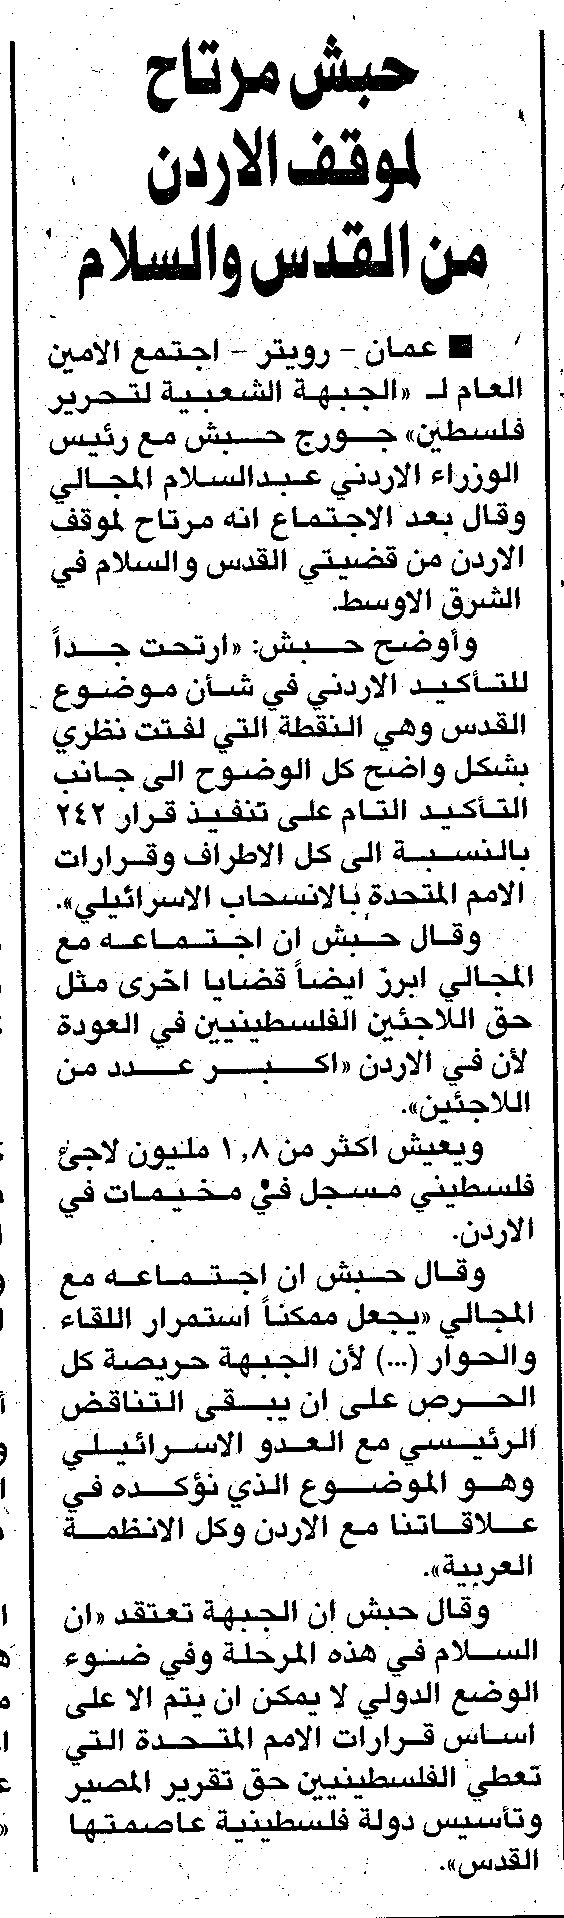 حبش مرتاح
لموقف الاردن
من القدس والسلام
■ عمان - رويتر - اجتمع الامين
العام لـ «الجبهة الشعبية لتحرير
فلسطين» جورج حبش مع رئيس
الوزراء الاردني عبدالسلام المجالي
وقال بعد الاجتماع انه مرتاح لموقف
الاردن من قضيتي القدس والسلام في
الشرق الاوسط.
وأوضح حبش: «ارتحت جداً
للتأكيد الاردني في شأن موضوع
القدس وهي النقطة التي لفتت نظري
بشكل واضح كل الوضوح الى جانب
التأكيد التام على تنفيذ قرار ٢٤٢
بالنسبة الى كل الاطراف وقرارات
الامم المتحدة بالانسحاب الاسرائيلي».
وقال حبش ان اجتماعه مع
المجالي ابرز ايضاً قضايا اخرى مثل
حق اللاجئين الفلسطينيين في العودة
لأن في الاردن «اكبر عدد من
اللاجئين».
ويعيش اكثر من ١,٨ مليون لاجئ
فلسطيني مسجل في مخيمات في
الاردن.
وقال حبش ان اجتماعه مع
المجالي «يجعل ممكناً استمرار اللقاء
والحوار (...) لأن الجبهة حريصة كل
الحرص على ان يبقى التناقض
الرئيسي مع العدو الاسرائيلي
وهو الموضوع الذي نؤكده في
علاقاتنا مع الاردن وكل الانظمة
العربية».
وقال حبش ان الجبهة تعتقد «ان
السلام في هذه المرحلة وفي ضوء
الوضع الدولي لا يمكن ان يتم الا على
اساس قرارات الامم المتحدة التي
تعطي الفلسطينيين حق تقرير المصير
وتأسيس دولة فلسطينية عاصمتها
القدس».